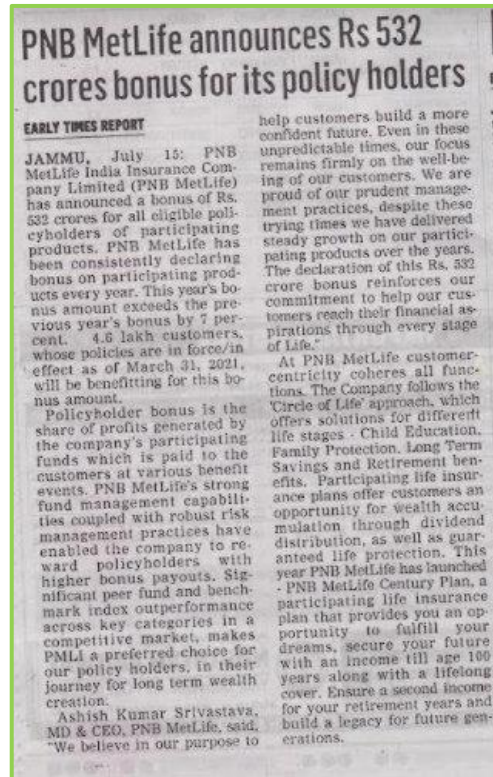 PNB MetLife announces Rs 532
crores bonus for its policy holders
EARLY TIMES REPORT
JAMMU, July 15: PNB
MetLife India Insurance Com-
pany Limited (PNB MetLife)
has announced a bonus of Rs.
532 crores for all eligible poli-
cyholders of participating
products. PNB MetLife has
been consistently declaring
bonus on participating prod-
ucts every year. This year's bo-
nus amount exceeds the pre-
vious year's bonus by 7 per-
cent. 4.6 lakh customers,
whose policies are in force/in
effect as of March 31, 2021,
will be benefitting for this bo-
nus amount.
Policyholder bonus is the
share of profits generated by
the company's participating
funds which is paid to the
customers at various benefit
events. PNB MetLife's strong
fund management capabili-
ties coupled with robust risk
management practices have
enabled the company to re-
ward policyholders with
higher bonus payouts. Sig-
nificant peer fund and bench-
mark index outperformance
across key categories in a
competitive market, makes
PMLI a preferred choice for
our policy holders, in their
journey for long term wealth
creation.
Ashish Kumar Srivastava,
MD & CEO, PNB MetLife, said,
"We believe in our purpose to
help customers build a more
confident future. Even in these
unpredictable times, our focus
remains firmly on the well-be-
ing of our customers. We are
proud of our prudent manage-
ment practices, despite these
trying times we have delivered
steady growth on our partici-
pating products over the years.
The declaration of this Rs. 532
crore bonus reinforces our
commitment to help our cus-
tomers reach their financial as-
pirations through every stage
of Life."
At PNB MetLife customer-
centricity coheres all func-
tions. The Company follows the
'Circle of Life' approach, which
offers solutions for different
life stages - Child Education,
Family Protection, Long Term
Savings and Retirement ben-
efits. Participating life insur-
ance plans offer customers an
opportunity for wealth accu-
mulation through dividend
distribution, as well as guar-
anteed life protection. This
year PNB MetLife has launched
- PNB MetLife Century Plan, a
participating life insurance
plan that provides you an op-
portunity to fulfill your
dreams, secure your future
with an income till age 100
years along with a lifelong
cover. Ensure a second income
for your retirement years and
build a legacy for future gen-
erations.